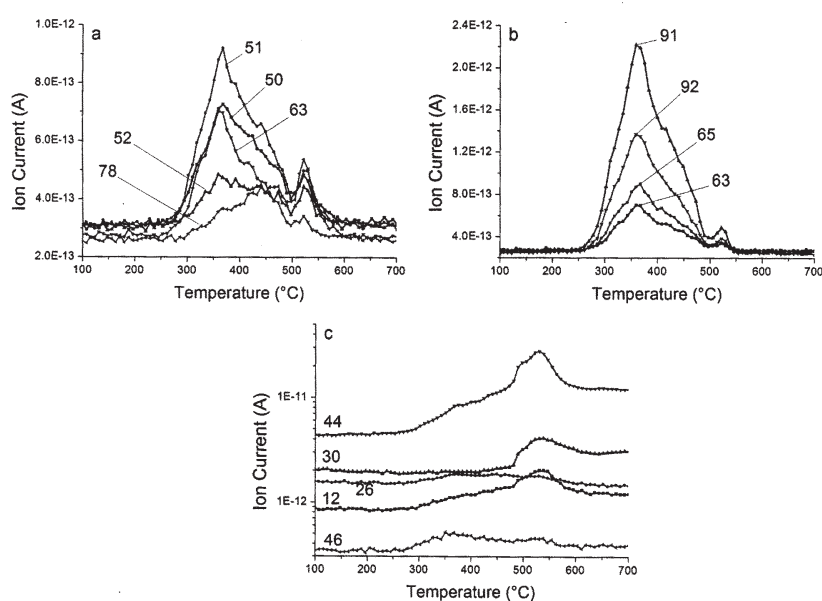 a
Ion Current (A)
1.0E-12
8.0E-13
6.0E-13
4.0E-13
2.0E-13
51
50
63
52
78
100 200 300 400 500 600 700
Temperature (°C)
b
Ion Current (A)
2.4E-12
2.0E-12
1.6E-12
1.2E-12
8.0E-13
4.0E-13
91
92
65
63
100 200 300 400 500 600 700
Temperature (°C)
c
Ion Current (A)
1E-11
1E-12
44
30
26
12
46
100 200 300 400 500 600 700
Temperature (°C)